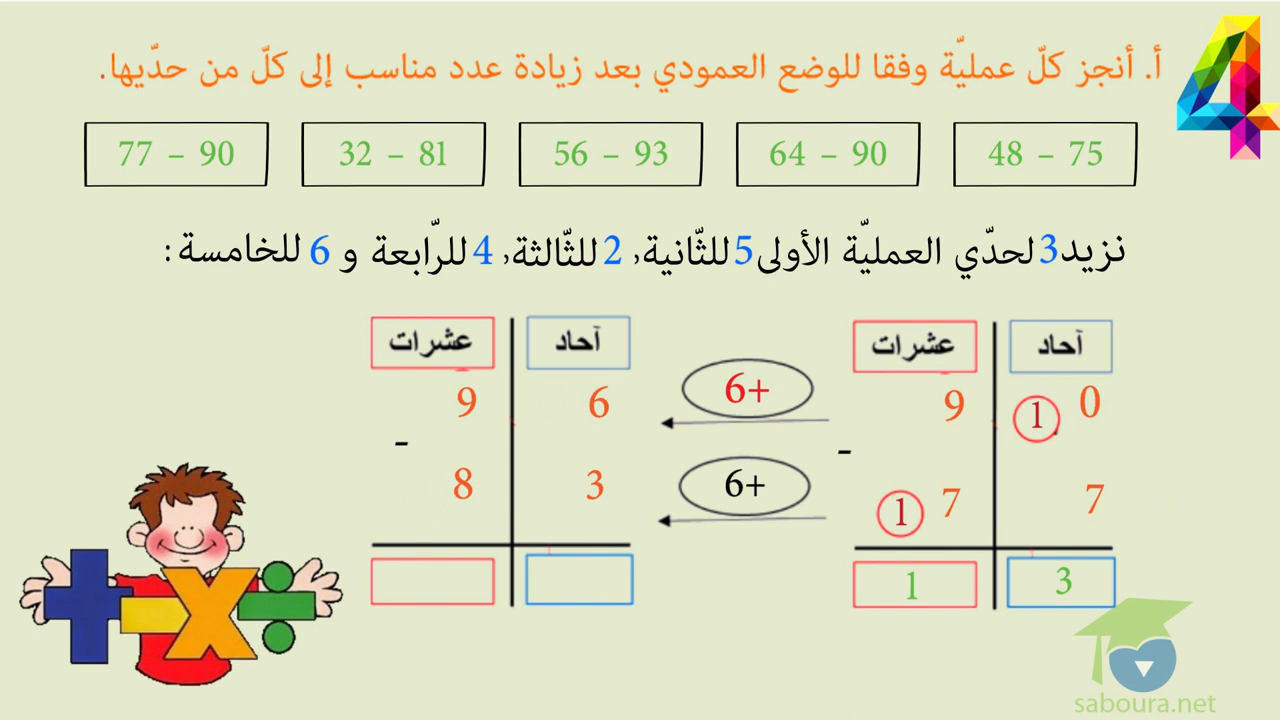 4
أ. أنجز كلّ عمليّة وفقا للوضع العمودي بعد زيادة عدد مناسب إلى كلّ من حدّيها.
75 – 48
90 – 64
93 – 56
81 – 32
90 – 77
نزيد 3 لحدّي العمليّة الأولى 5 للثّانية, 2 للثّالثة, 4 للرّابعة و 6 للخامسة :
آحاد عشرات
9 1 0
-
1 7 7
1 3
+6
+6
آحاد عشرات
9 6
-
8 3
saboura.net